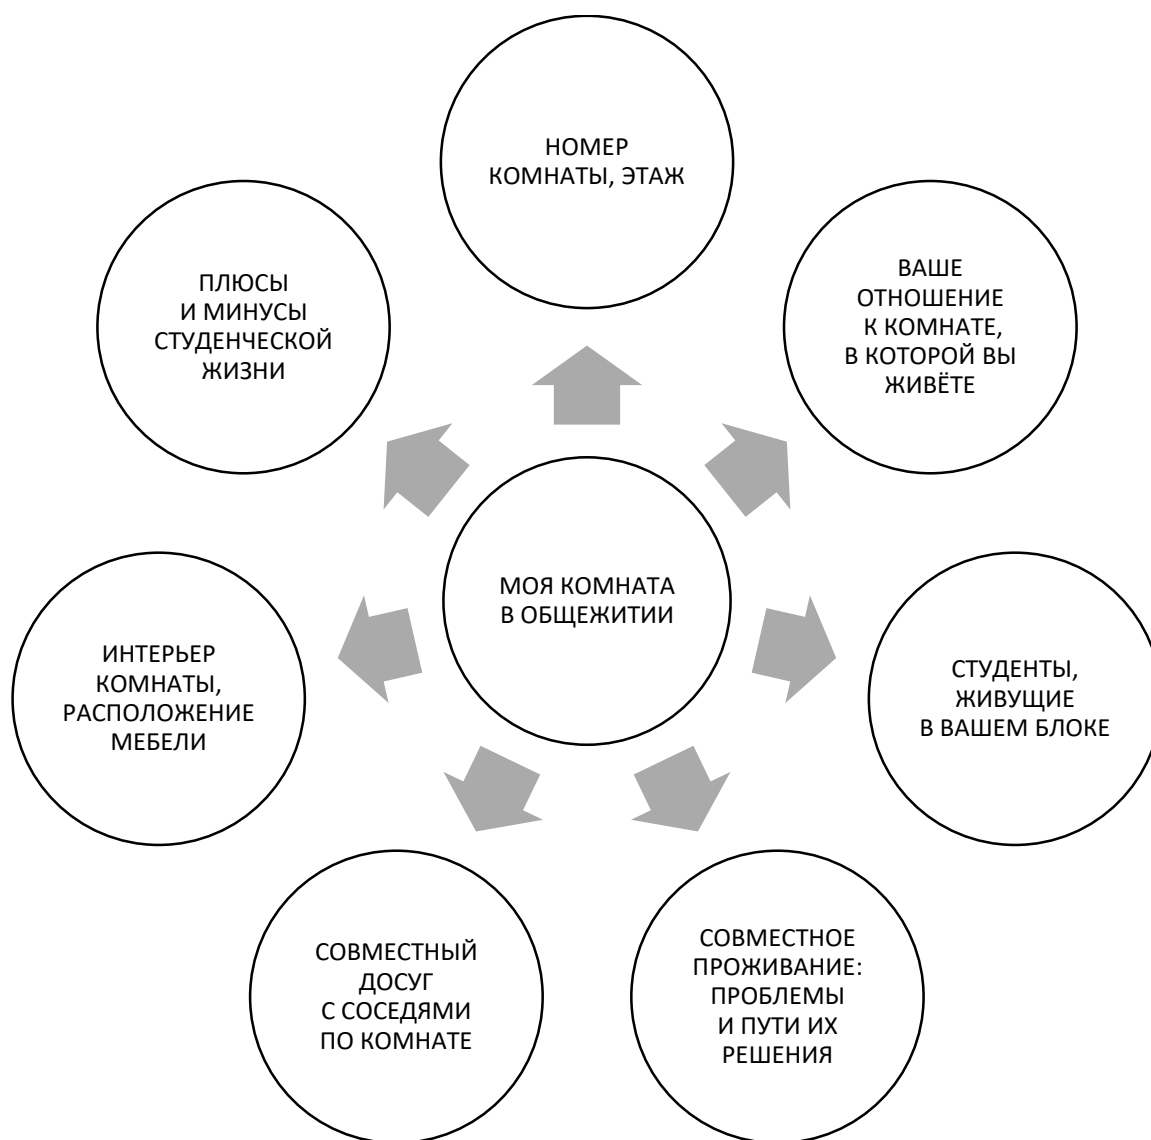 НОМЕР
КОМНАТЫ, ЭТАЖ
ВАШЕ
ОТНОШЕНИЕ
К КОМНАТЕ,
В КОТОРОЙ ВЫ
ЖИВЁТЕ
СТУДЕНТЫ,
ЖИВУЩИЕ
В ВАШЕМ БЛОКЕ
СОВМЕСТНОЕ
ПРОЖИВАНИЕ:
ПРОБЛЕМЫ
И ПУТИ ИХ
РЕШЕНИЯ
СОВМЕСТНЫЙ
ДОСУГ
С СОСЕДЯМИ
ПО КОМНАТЕ
ИНТЕРЬЕР
КОМНАТЫ,
РАСПОЛОЖЕНИЕ
МЕБЕЛИ
ПЛЮСЫ
И МИНУСЫ
СТУДЕНЧЕСКОЙ
ЖИЗНИ
МОЯ КОМНАТА
В ОБЩЕЖИТИИ